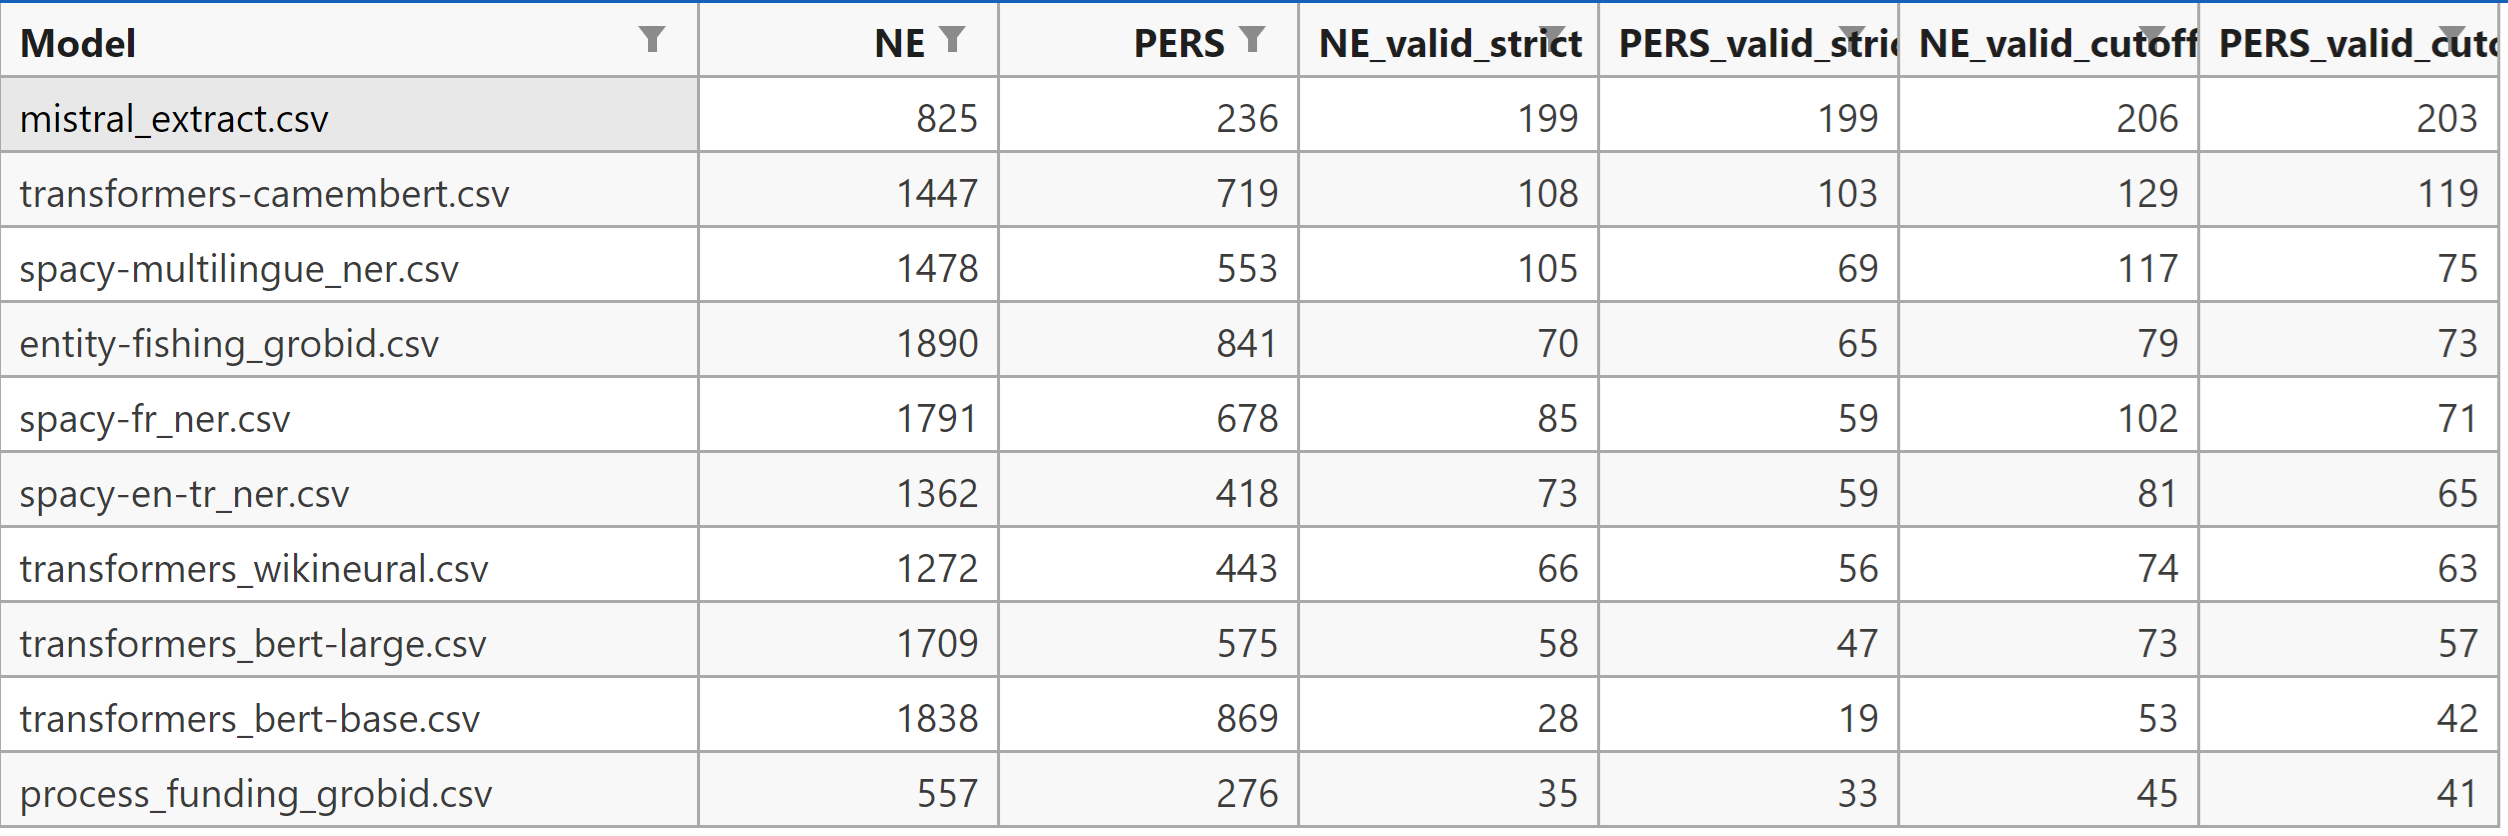 Model NE PERS NE_valid_strict PERS_valid_stric NE_valid_cutoff PERS_valid_cuto
mistral_extract.csv 825 236 199 199 206 203
transformers-camembert.csv 1447 719 108 103 129 119
spacy-multilingue_ner.csv 1478 553 105 69 117 75
entity-fishing_grobid.csv 1890 841 70 65 79 73
spacy-fr_ner.csv 1791 678 85 59 102 71
spacy-en-tr_ner.csv 1362 418 73 59 81 65
transformers_wikineural.csv 1272 443 66 56 74 63
transformers_bert-large.csv 1709 575 58 47 73 57
transformers_bert-base.csv 1838 869 28 19 53 42
process_funding_grobid.csv 557 276 35 33 45 41